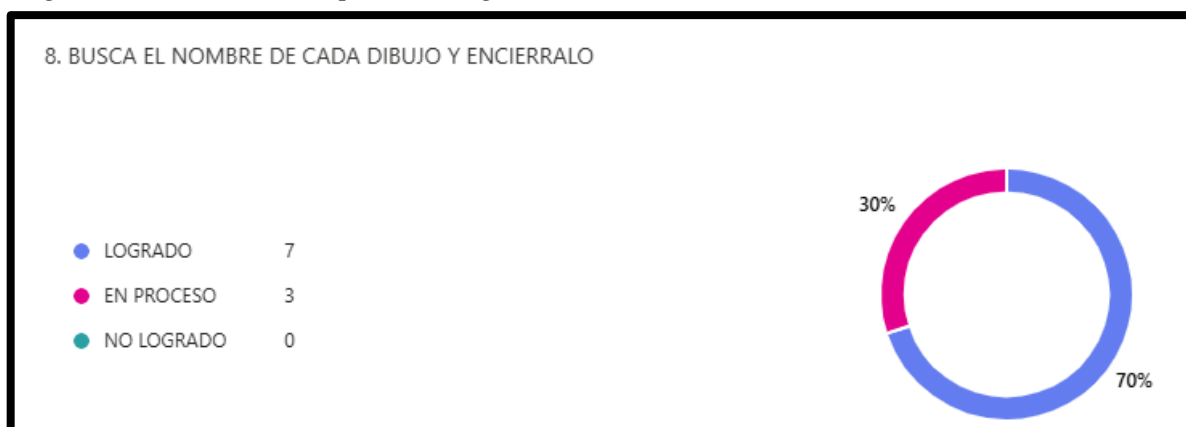 8. BUSCA EL NOMBRE DE CADA DIBUJO Y ENCIERRALO
30%
LOGRADO 7
EN PROCESO 3
NO LOGRADO 0
70%